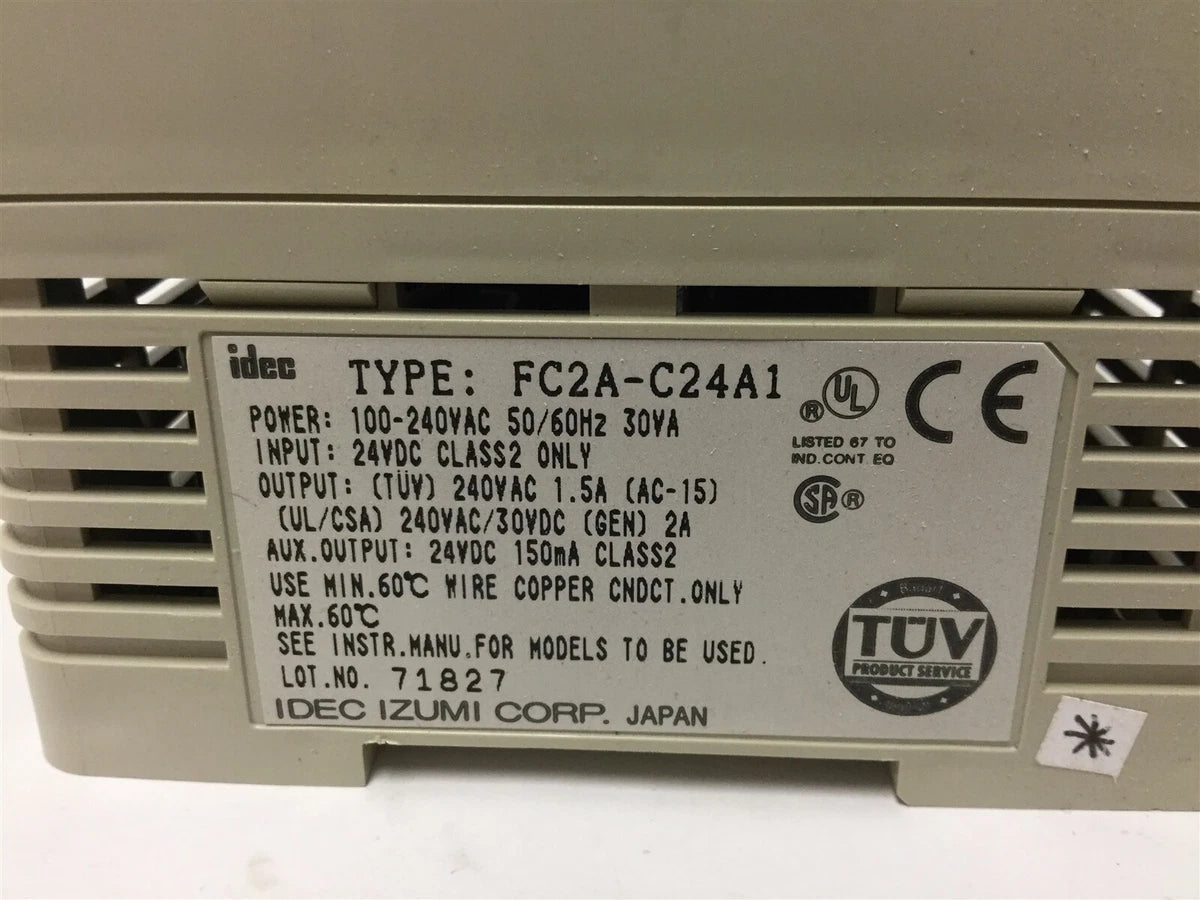 idec
TYPE: FC2A-C24A1
POWER: 100-240VAC 50/60Hz 30VA
INPUT: 24VDC CLASS2 ONLY
OUTPUT: (TÜV) 240VAC 1.5A (AC-15)
(UL/CSA) 240VAC/30VDC (GEN) 2A
AUX.OUTPUT: 24VDC 150mA CLASS2
USE MIN.60℃ WIRE COPPER CNDCT.ONLY
MAX.60℃
SEE INSTR.MANU.FOR MODELS TO BE USED.
LOT.NO. 71827
IDEC IZUMI CORP. JAPAN
UL ®
CE
LISTED 67 TO
IND.CONT.EQ
SA ®
TÜV
PRODUCT SERVICE
*